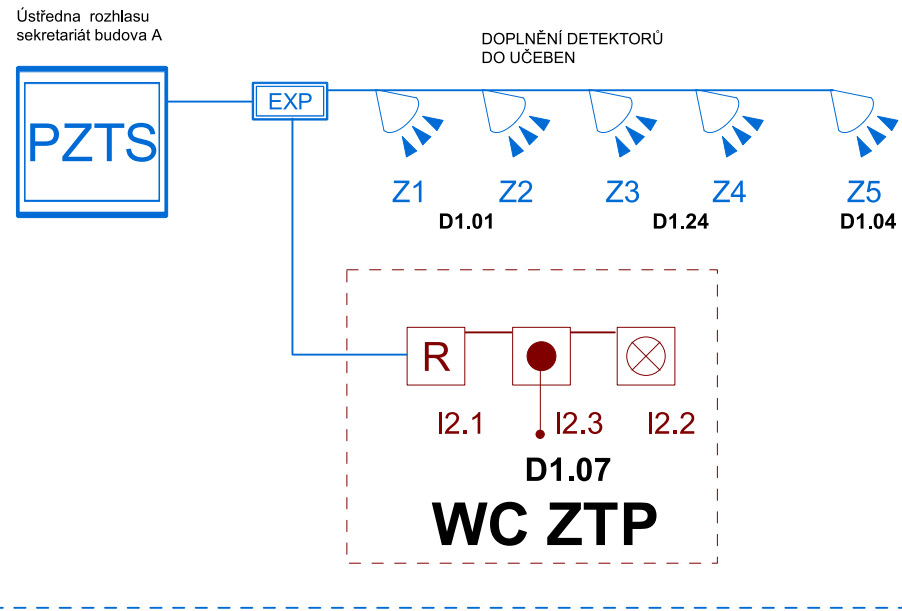 Ústředna rozhlasu
sekretariát budova A
DOPLNĚNÍ DETEKTORŮ
DO UČEBEN
PZTS
EXP
Z1 Z2 Z3 Z4 Z5
D1.01 D1.24 D1.04
R
I2.1 I2.3 I2.2
D1.07
WC ZTP